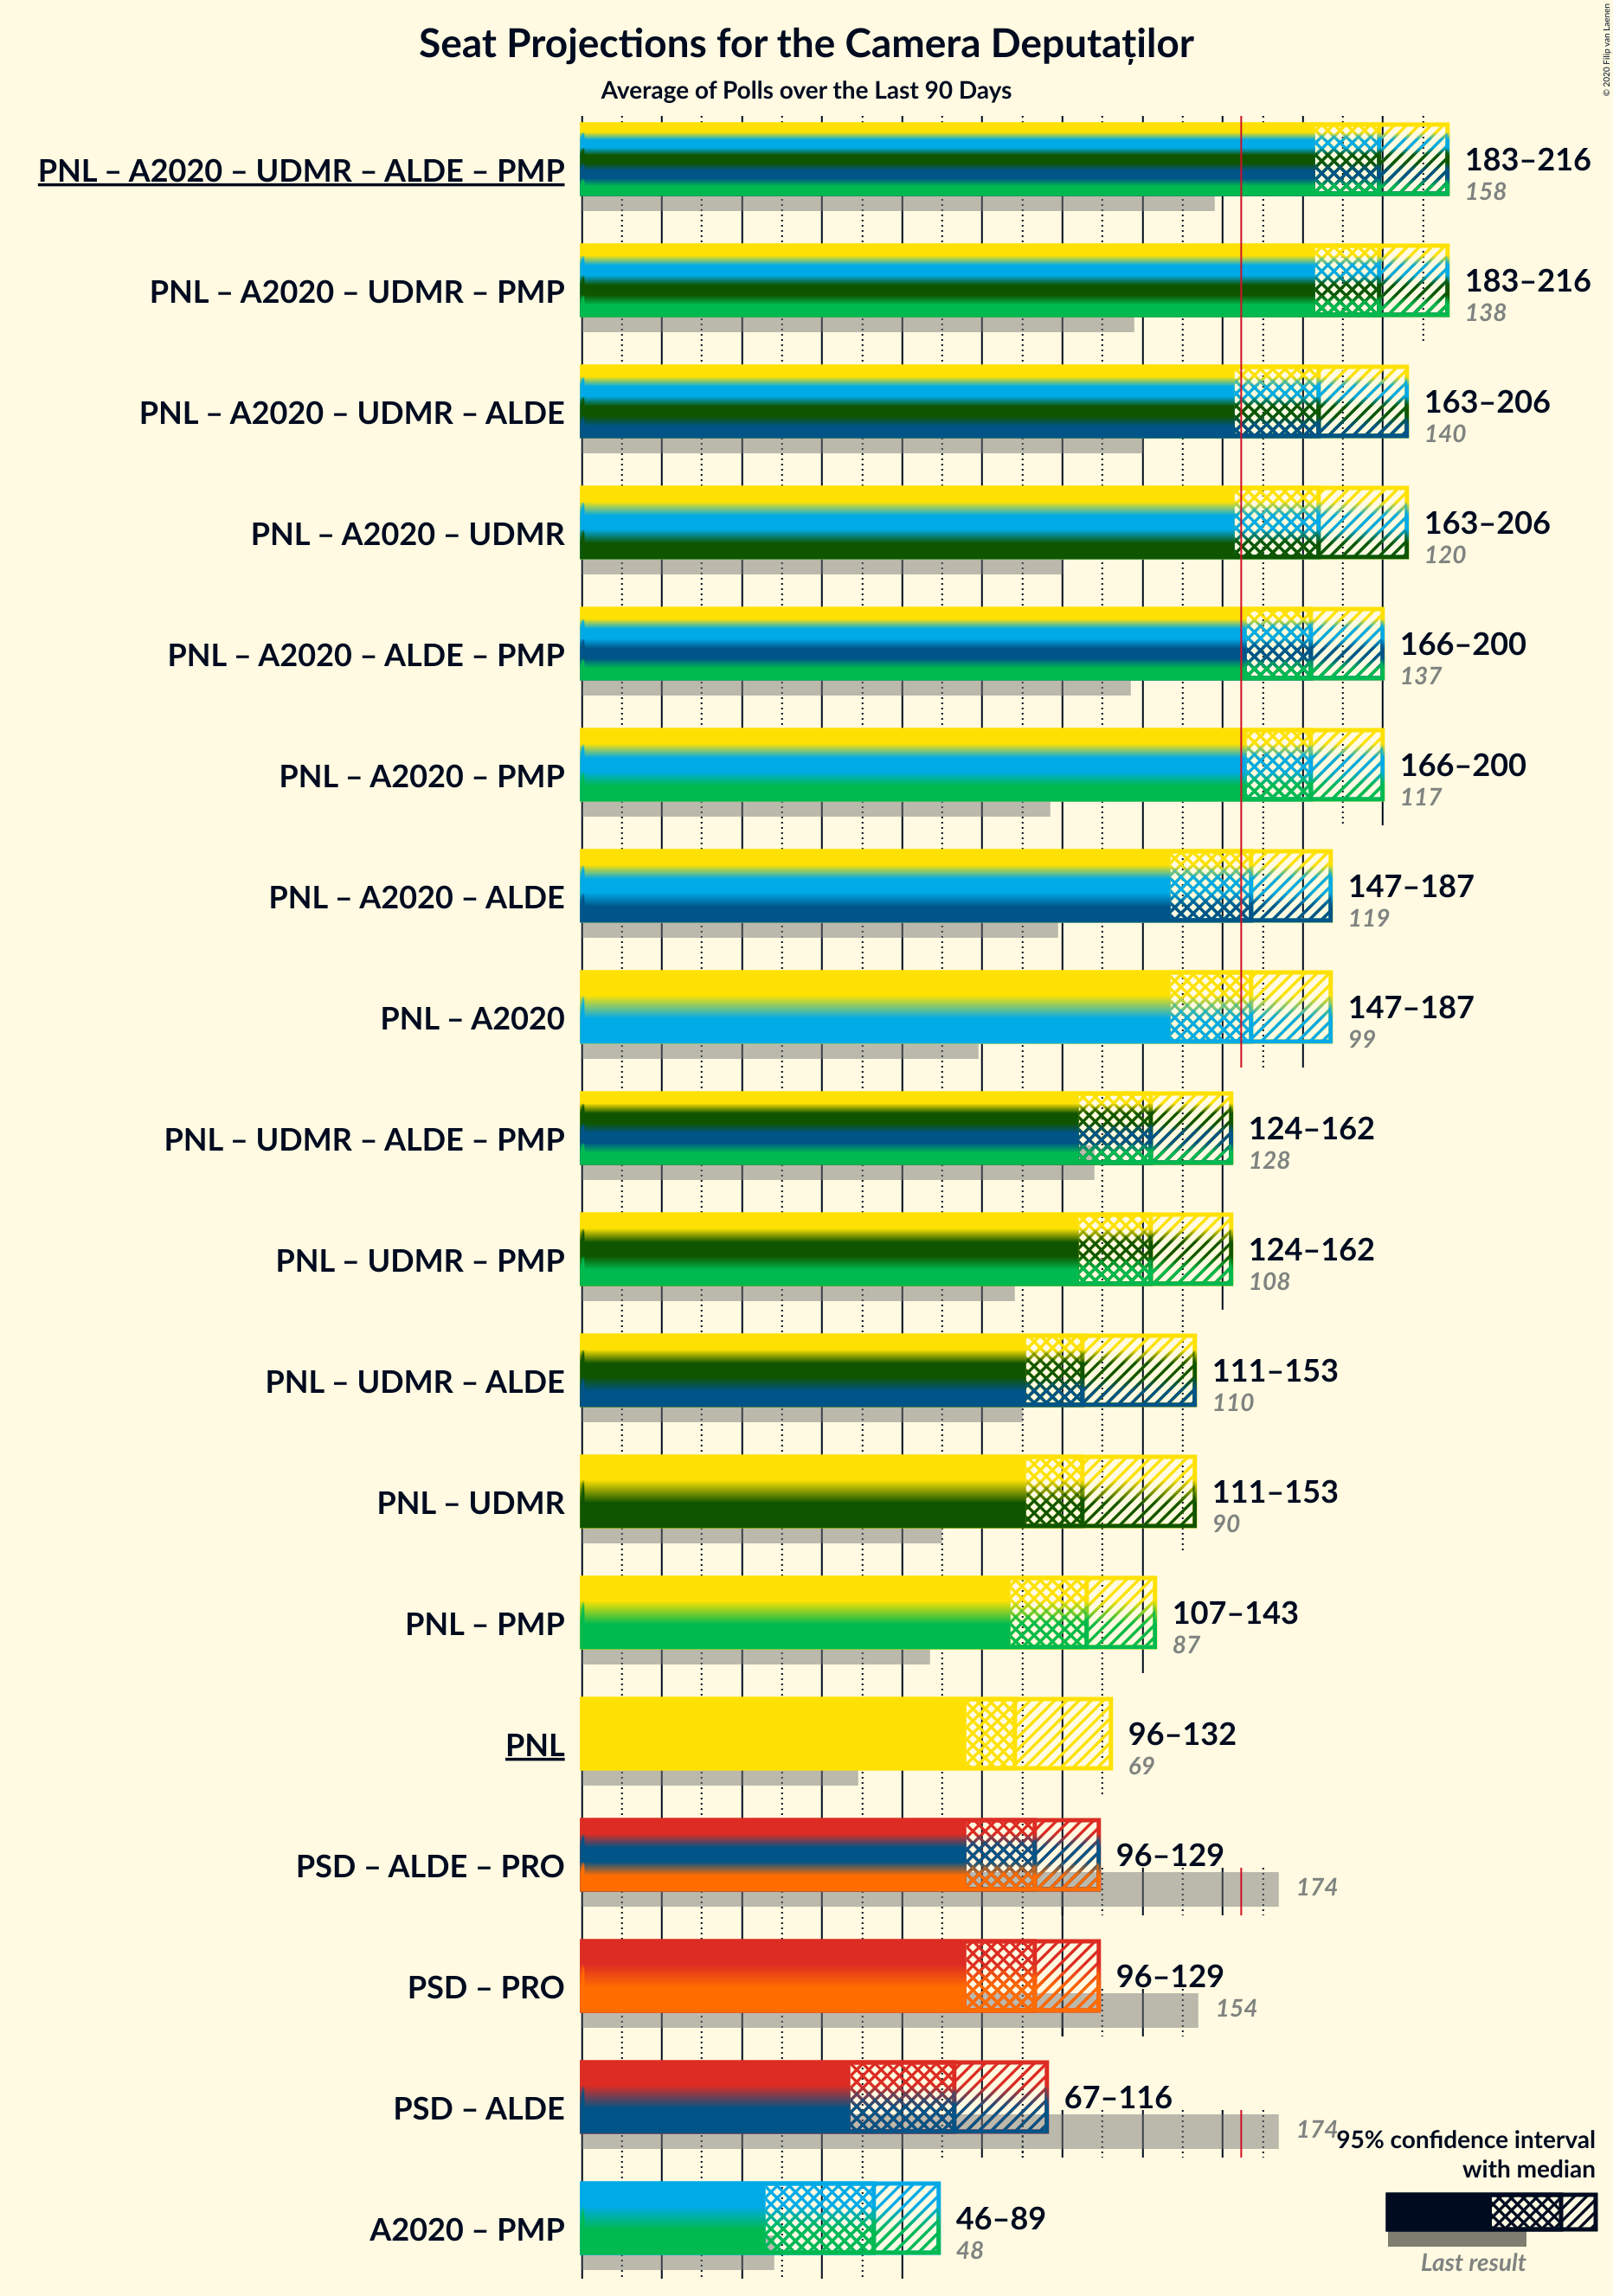 Seat Projections for the Camera Deputaților
Average of Polls over the Last 90 Days
© 2020 Filip van Laenen
PNL – A2020 – UDMR – ALDE – PMP
183–216
158
PNL – A2020 – UDMR – PMP
183–216
138
PNL – A2020 – UDMR – ALDE
163–206
140
PNL – A2020 – UDMR
163–206
120
PNL – A2020 – ALDE – PMP
166–200
137
PNL – A2020 – PMP
166–200
117
PNL – A2020 – ALDE
147–187
119
PNL – A2020
147–187
99
PNL – UDMR – ALDE – PMP
124–162
128
PNL – UDMR – PMP
124–162
108
PNL – UDMR – ALDE
111–153
110
PNL – UDMR
111–153
90
PNL – PMP
107–143
87
PNL
96–132
69
PSD – ALDE – PRO
96–129
174
PSD – PRO
96–129
154
PSD – ALDE
67–116
174
A2020 – PMP
46–89
48
95% confidence interval
with median
Last result